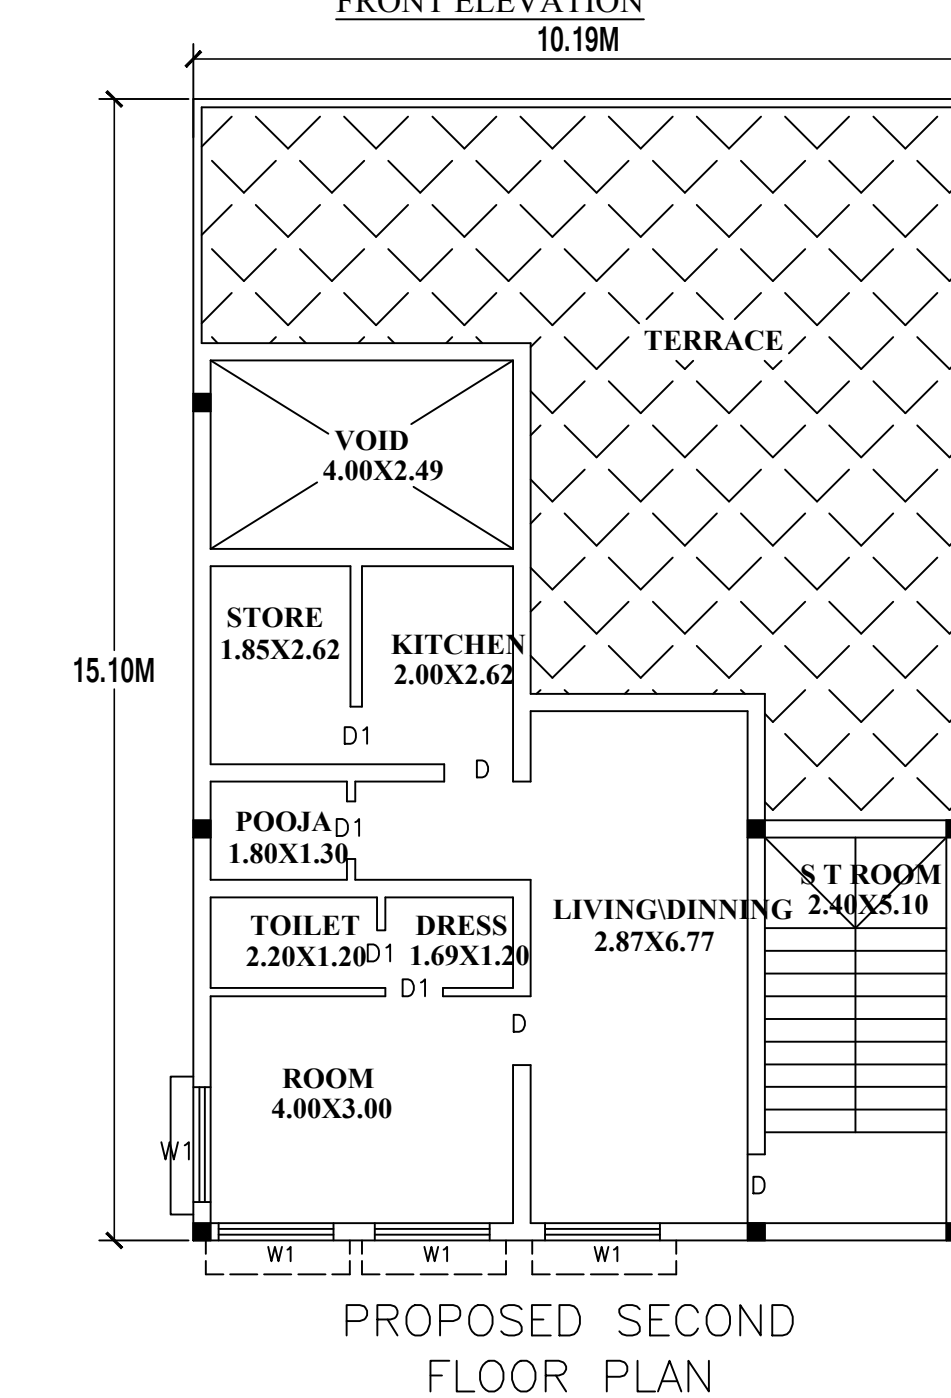 FRONT ELEVATION
10.19M
TERRACE
VOID
4.00X2.49
STORE
1.85X2.62
KITCHEN
2.00X2.62
15.10M
D1
D
POOJA
D1
1.80X1.30
S T ROOM
2.40X5.10
LIVING\DINNING
2.87X6.77
TOILET
2.20X1.20
D1
DRESS
1.69X1.20
D1
D
ROOM
4.00X3.00
W1
D
W1
W1
W1
PROPOSED SECOND
FLOOR PLAN